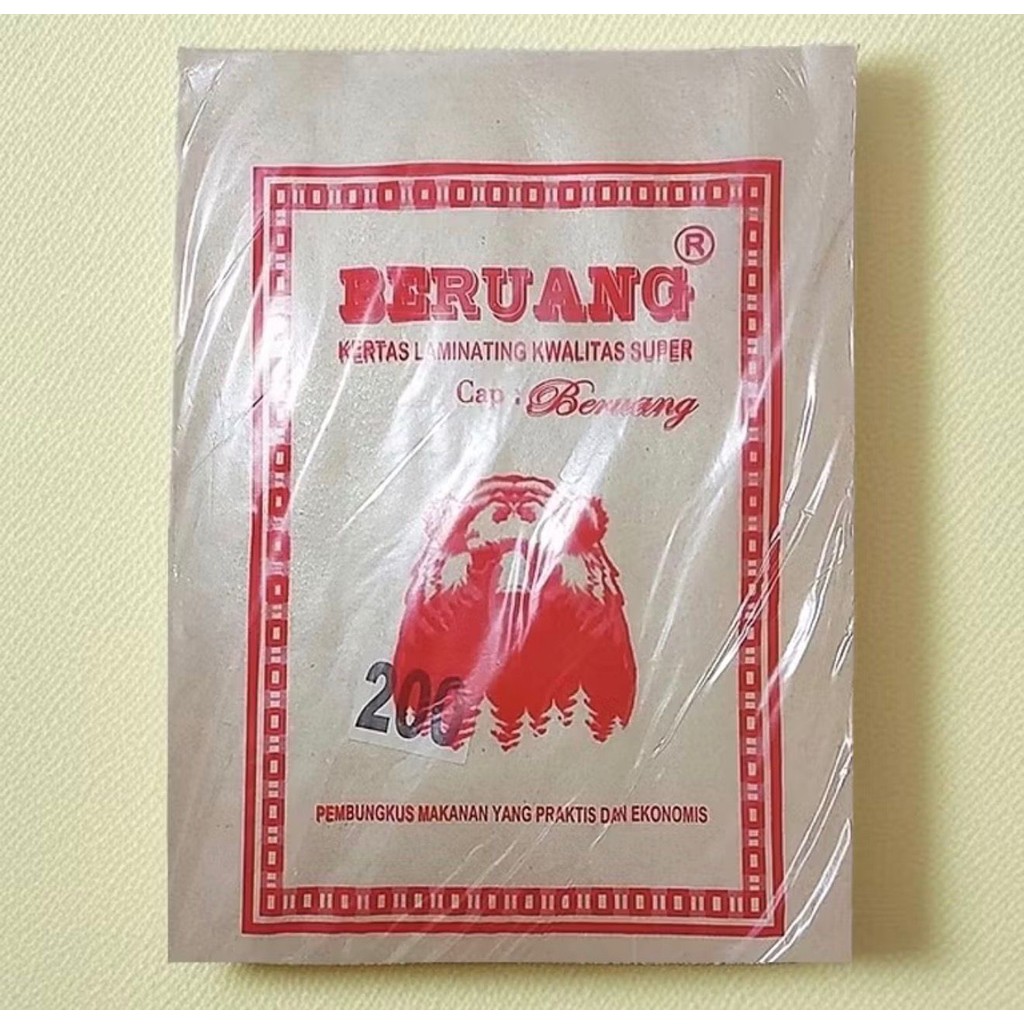 BERUANG ®
KERTAS LAMINATING KWALITAS SUPER
Cap : Beruang
200
PEMBUNGKUS MAKANAN YANG PRAKTIS DAN EKONOMIS